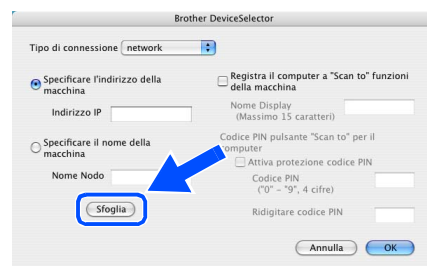 Brother DeviceSelector
Tipo di connessione network
Specificare l'indirizzo della
macchina
Indirizzo IP
Specificare il nome della
macchina
Nome Nodo
Sfoglia
Registra il computer a "Scan to" funzioni
della macchina
Nome Display
(Massimo 15 caratteri)
Codice PIN pulsante "Scan to" per il
computer
Attiva protezione codice PIN
Codice PIN
("0" - "9", 4 cifre)
Ridigitare codice PIN
Annulla OK